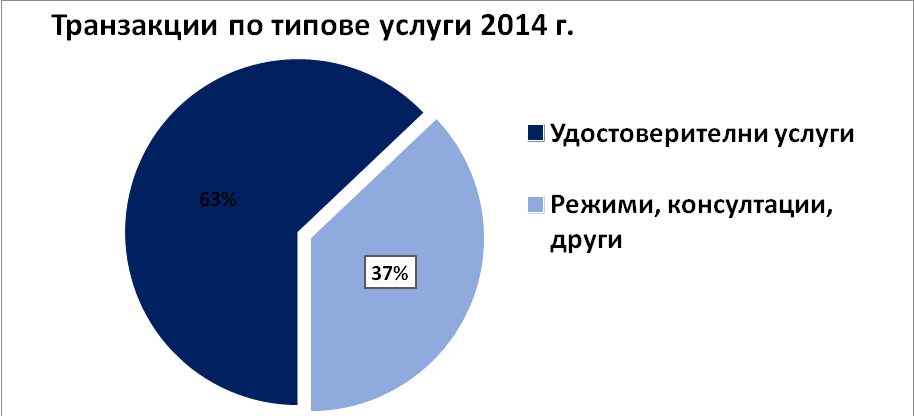 Транзакции по типове услуги 2014 г.
63%
37%
Удостоверителни услуги
Режими, консултации,
други